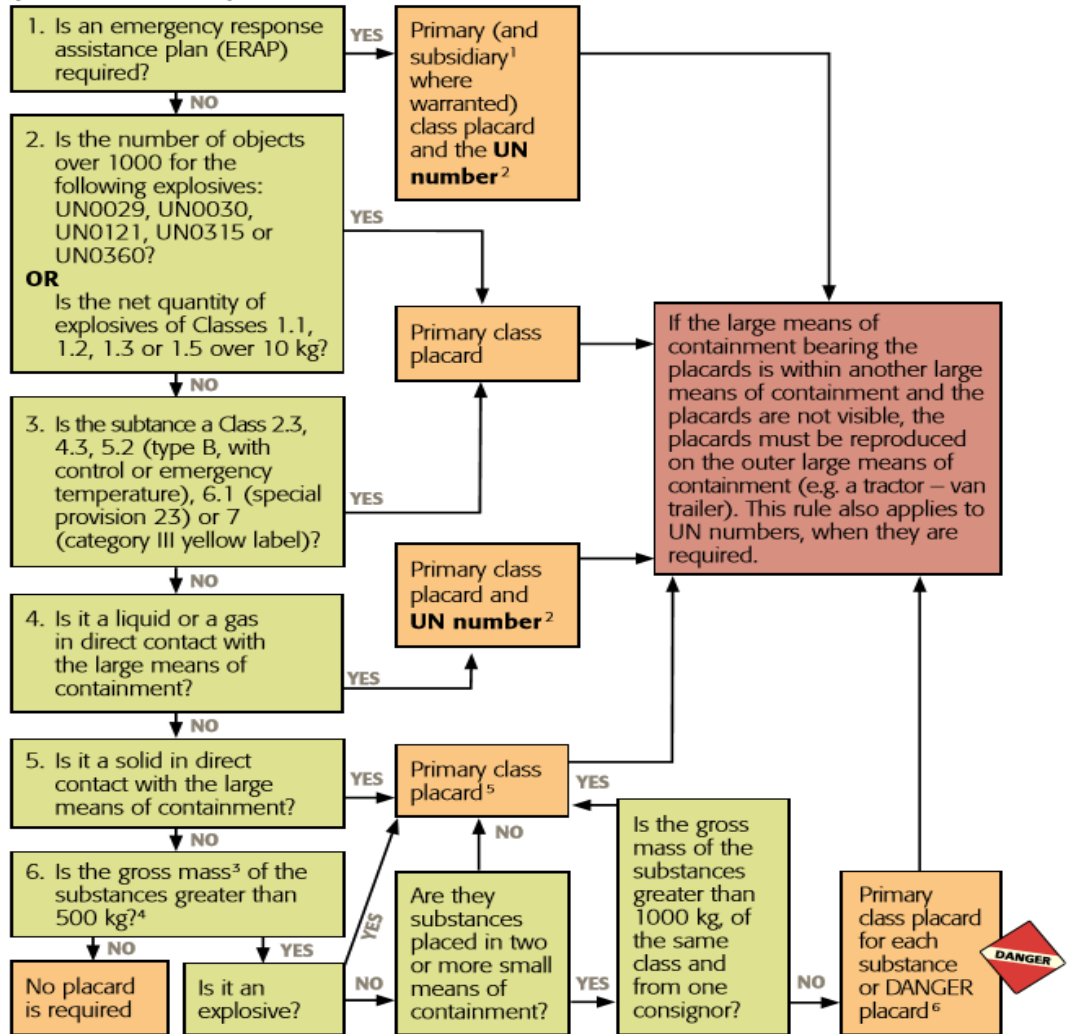 1. Is an emergency response
assistance plan (ERAP)
required?
YES
Primary (and
subsidiary¹
where
warranted)
class placard
and the UN
number²
NO
2. Is the number of objects
over 1000 for the
following explosives:
UN0029, UN0030,
UN0121, UN0315 or
UN0360?
OR
Is the net quantity of
explosives of Classes 1.1,
1.2, 1.3 or 1.5 over 10 kg?
YES
Primary class
placard
If the large means of
containment bearing the
placards is within another large
means of containment and the
placards are not visible, the
placards must be reproduced
on the outer large means of
containment (e.g. a tractor – van
trailer). This rule also applies to
UN numbers, when they are
required.
NO
3. Is the subtance a Class 2.3,
4.3, 5.2 (type B, with
control or emergency
temperature), 6.1 (special
provision 23) or 7
(category III yellow label)?
YES
NO
4. Is it a liquid or a gas
in direct contact with
the large means of
containment?
YES
Primary class
placard and
UN number²
NO
5. Is it a solid in direct
contact with the large
means of containment?
YES
Primary class
placard⁵
YES
NO
NO
6. Is the gross mass³ of the
substances greater than
500 kg?⁴
NO
No placard
is required
YES
Is it an
explosive?
YES
NO
Are they
substances
placed in two
or more small
means of
containment?
YES
Is the gross
mass of the
substances
greater than
1000 kg, of
the same
class and
from one
consignor?
NO
Primary
class placard
for each
substance
or DANGER
placard⁶
DANGER